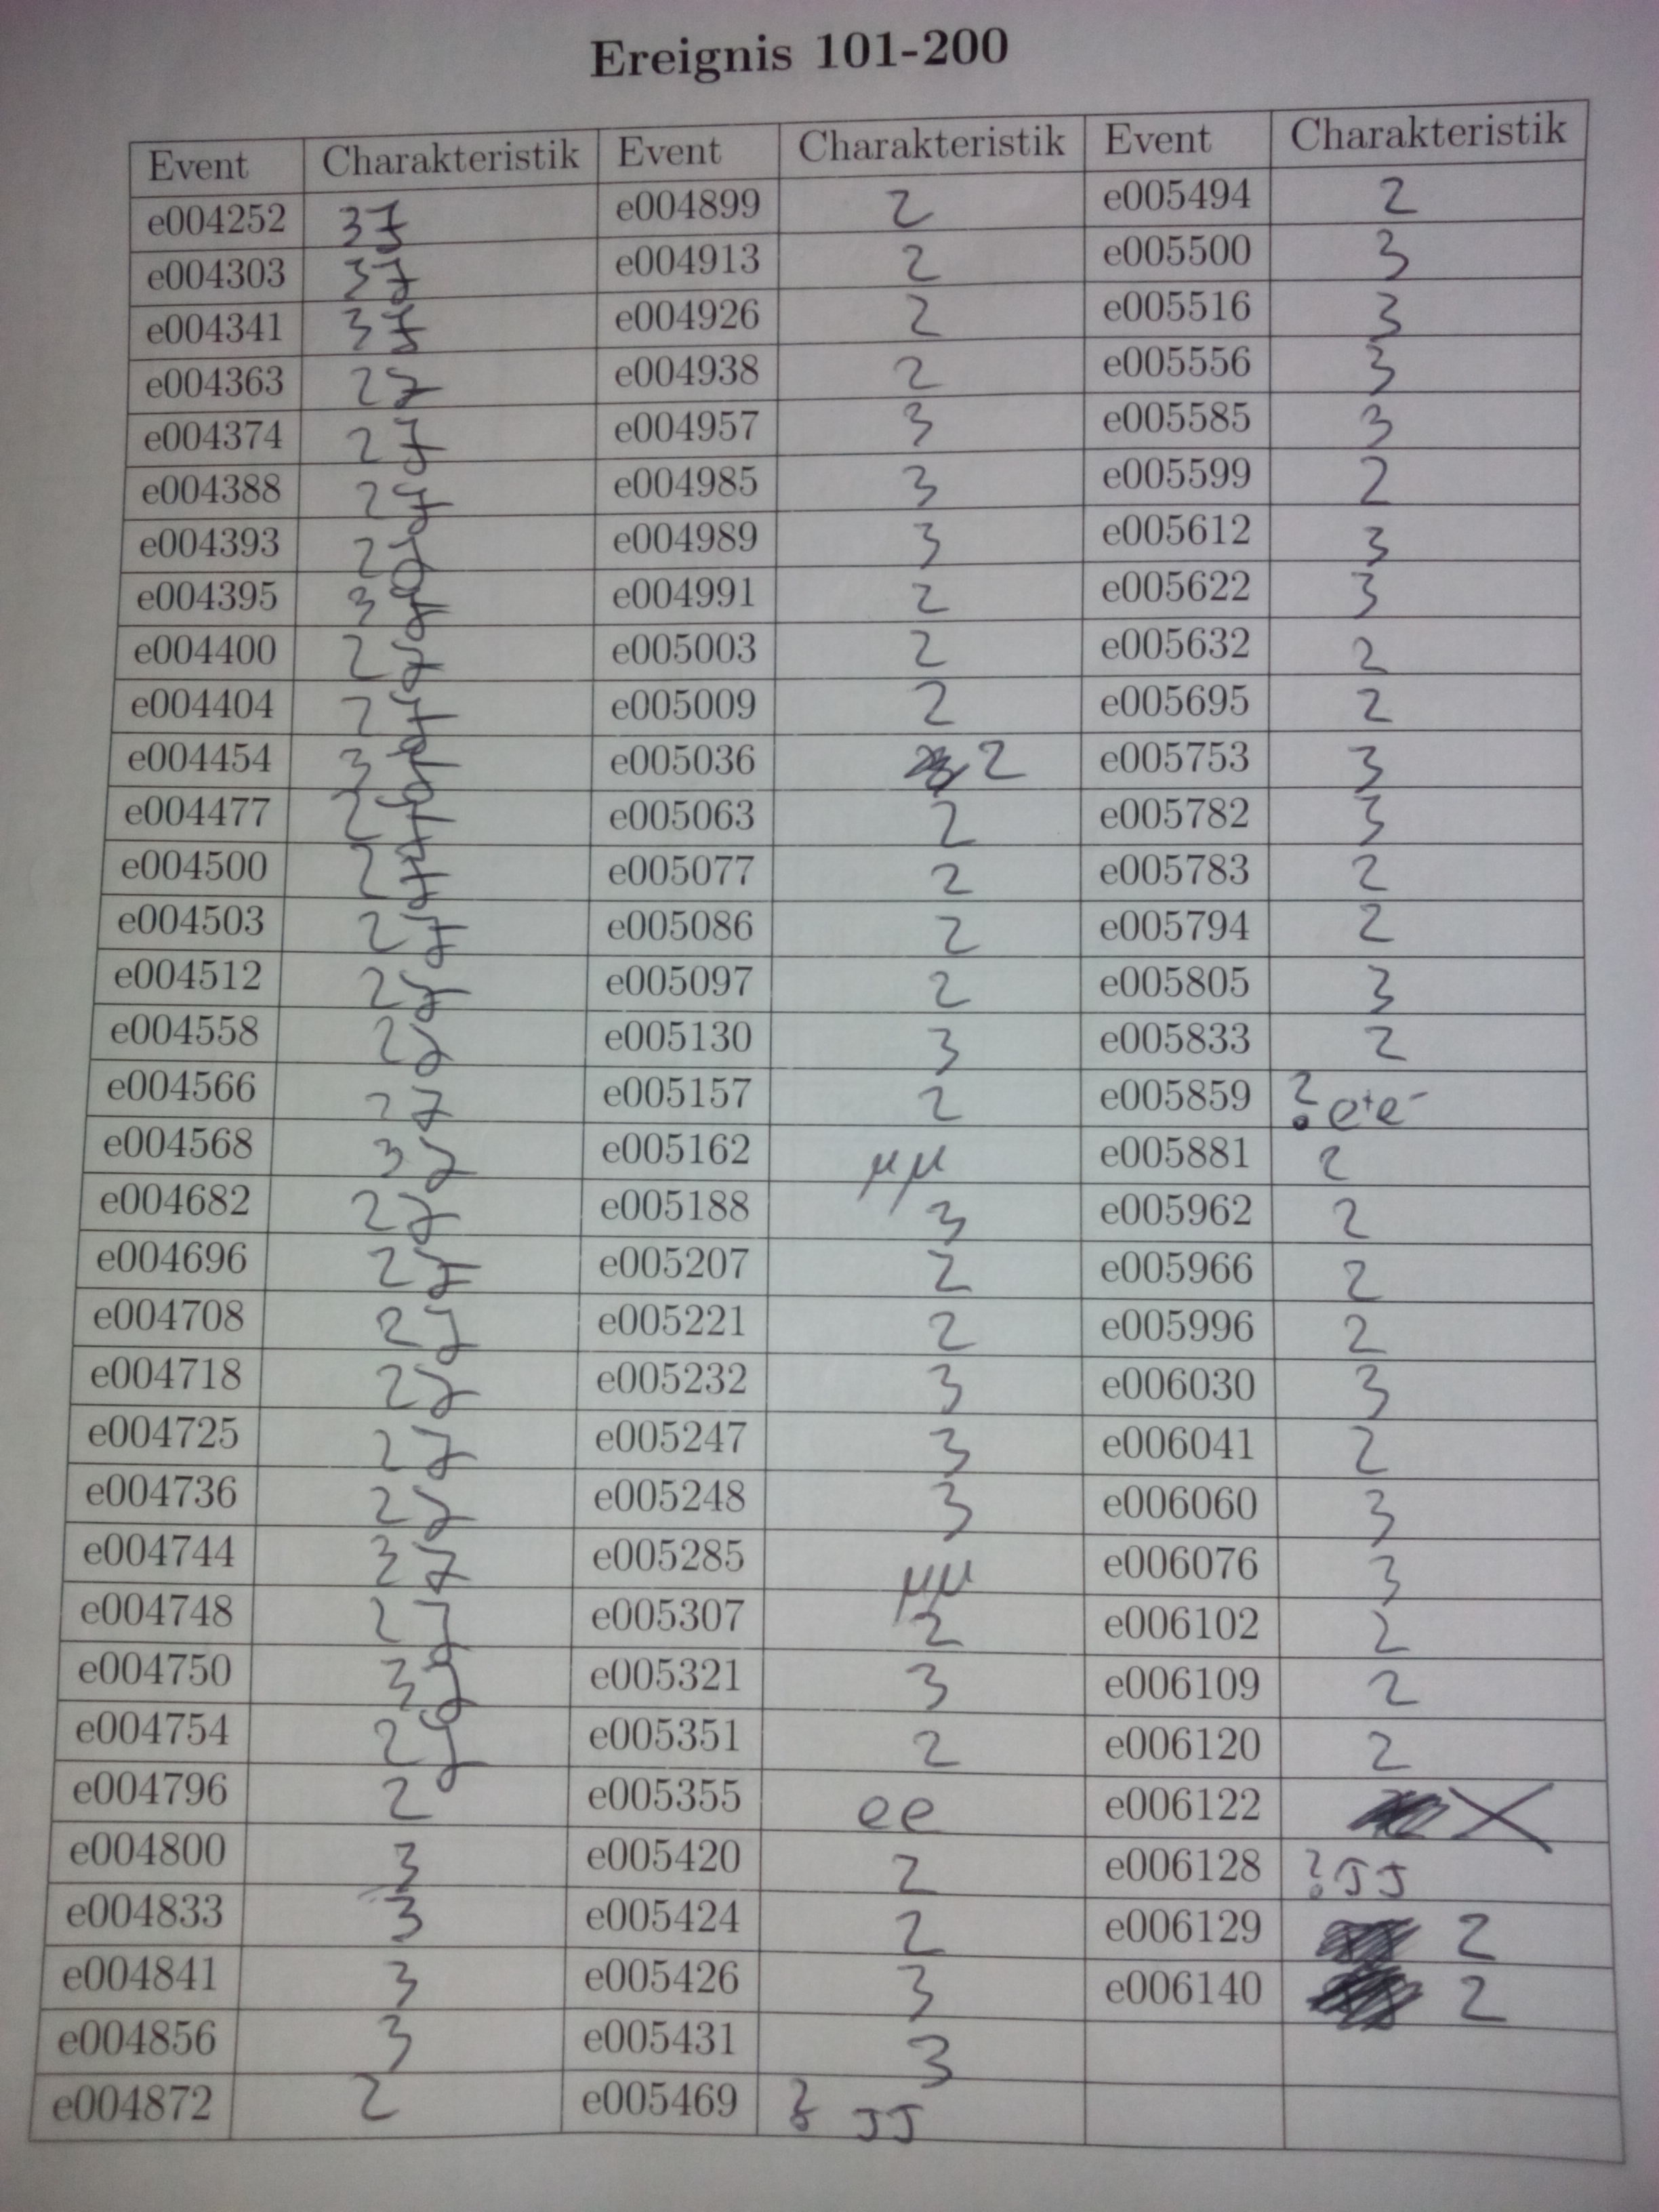 Ereignis 101-200
Event Charakteristik Event Charakteristik Event Charakteristik
e004252 3J e004899 2 e005494 2
e004303 3J e004913 2 e005500 3
e004341 3J e004926 2 e005516 3
e004363 2J e004938 2 e005556 3
e004374 2J e004957 3 e005585 3
e004388 2J e004985 3 e005599 2
e004393 2J e004989 3 e005612 3
e004395 3J e004991 2 e005622 3
e004400 2J e005003 2 e005632 2
e004404 2J e005009 2 e005695 2
e004454 3J e005036 2 e005753 3
e004477 2J e005063 2 e005782 3
e004500 2J e005077 2 e005783 2
e004503 2J e005086 2 e005794 2
e004512 2J e005097 2 e005805 3
e004558 2J e005130 3 e005833 2
e004566 2J e005157 2 e005859 ? e⁺e⁻
e004568 3J e005162 μμ e005881 2
e004682 2J e005188 3 e005962 2
e004696 2J e005207 2 e005966 2
e004708 2J e005221 2 e005996 2
e004718 2J e005232 3 e006030 3
e004725 2J e005247 3 e006041 2
e004736 2J e005248 3 e006060 3
e004744 3J e005285 μμ e006076 3
e004748 2J e005307 2 e006102 2
e004750 3J e005321 3 e006109 2
e004754 2J e005351 2 e006120 2
e004796 2 e005355 ee e006122 X
e004800 3 e005420 2 e006128 ? JJ
e004833 3 e005424 2 e006129 2
e004841 3 e005426 3 e006140 2
e004856 3 e005431 3
e004872 2 e005469 ? JJ